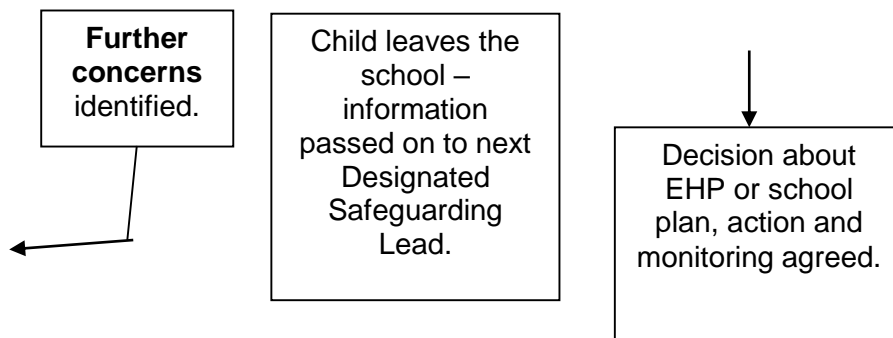 Further
concerns
identified.
Child leaves the
school –
information
passed on to next
Designated
Safeguarding
Lead.
Decision about
EHP or school
plan, action and
monitoring agreed.